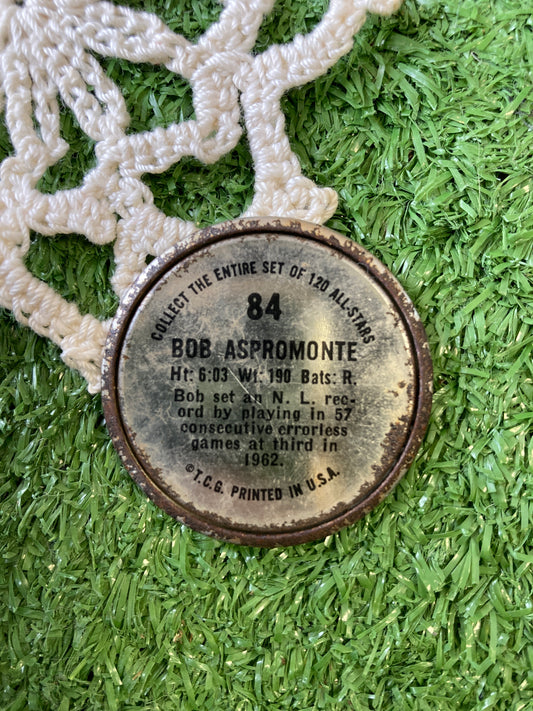 COLLECT THE ENTIRE SET OF 120 ALL-STARS
84
BOB ASPROMONTE
Ht: 6:03 Wt: 190 Bats: R.
Bob set an N. L. rec-
ord by playing in 57
consecutive errorless
games at third in
1962.
©T.C.G. PRINTED IN U.S.A.